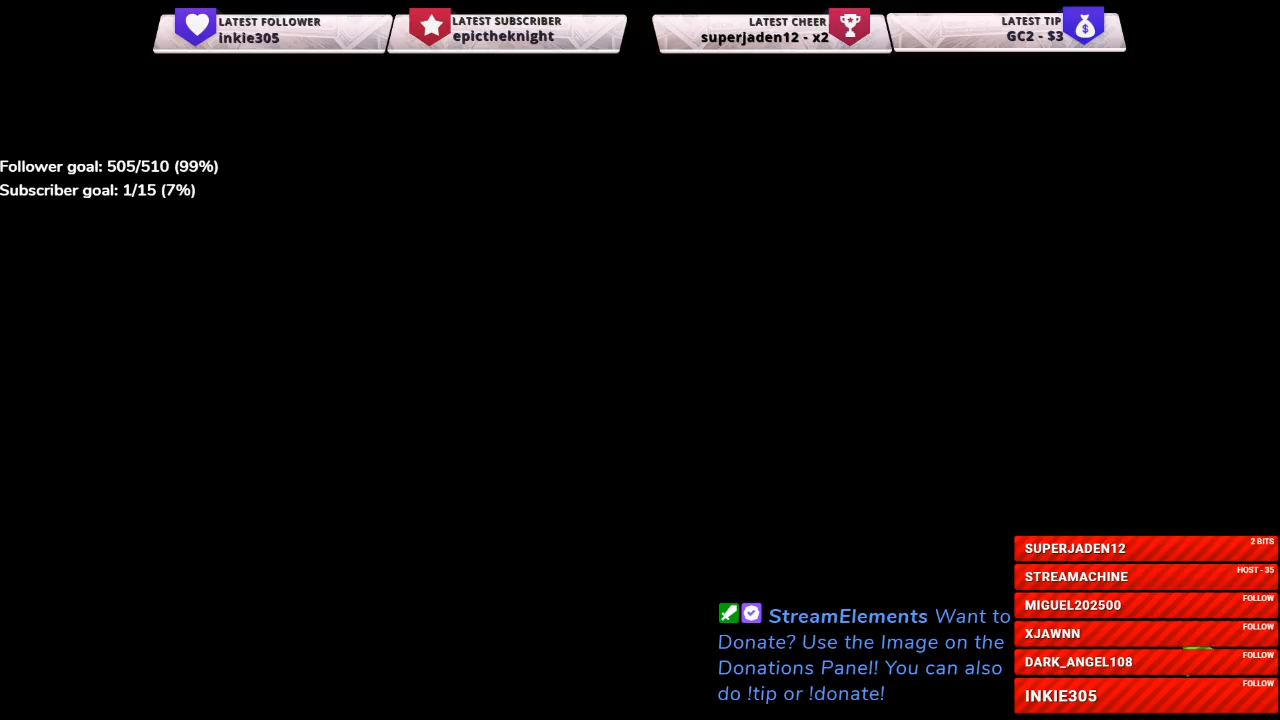 LATEST FOLLOWER
inkie305
LATEST SUBSCRIBER
epictheknight
LATEST CHEER
superjaden12 - x2
LATEST TIP
GC2 - $3
Follower goal: 505/510 (99%)
Subscriber goal: 1/15 (7%)
StreamElements Want to
Donate? Use the Image on the
Donations Panel! You can also
do !tip or !donate!
SUPERJADEN12 2 BITS
STREAMACHINE HOST - 35
MIGUEL202500 FOLLOW
XJAWNN FOLLOW
DARK_ANGEL108 FOLLOW
INKIE305 FOLLOW